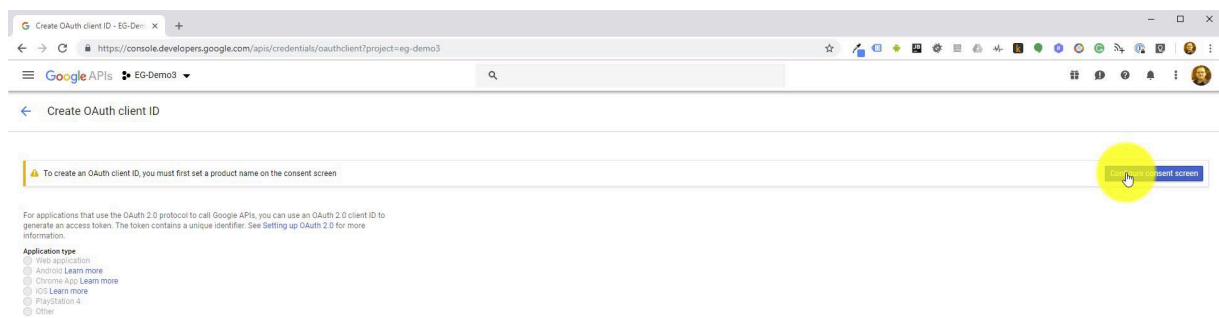 Create OAuth client ID - EG-Dem
https://console.developers.google.com/apis/credentials/oauthclient?project=eg-demo3
Google APIs EG-Demo3
Create OAuth client ID
To create an OAuth client ID, you must first set a product name on the consent screen
Configure consent screen
For applications that use the OAuth 2.0 protocol to call Google APIs, you can use an OAuth 2.0 client ID to
generate an access token. The token contains a unique identifier. See Setting up OAuth 2.0 for more
information.
Application type
Web application
Android Learn more
Chrome App Learn more
iOS Learn more
PlayStation 4
Other